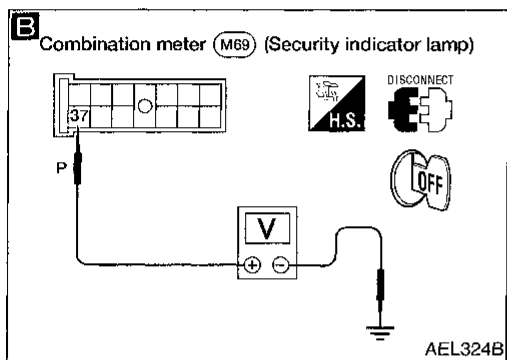 B
Combination meter (M69) (Security indicator lamp)
DISCONNECT
37
H.S.
P
OFF
V
+ −
AEL324B